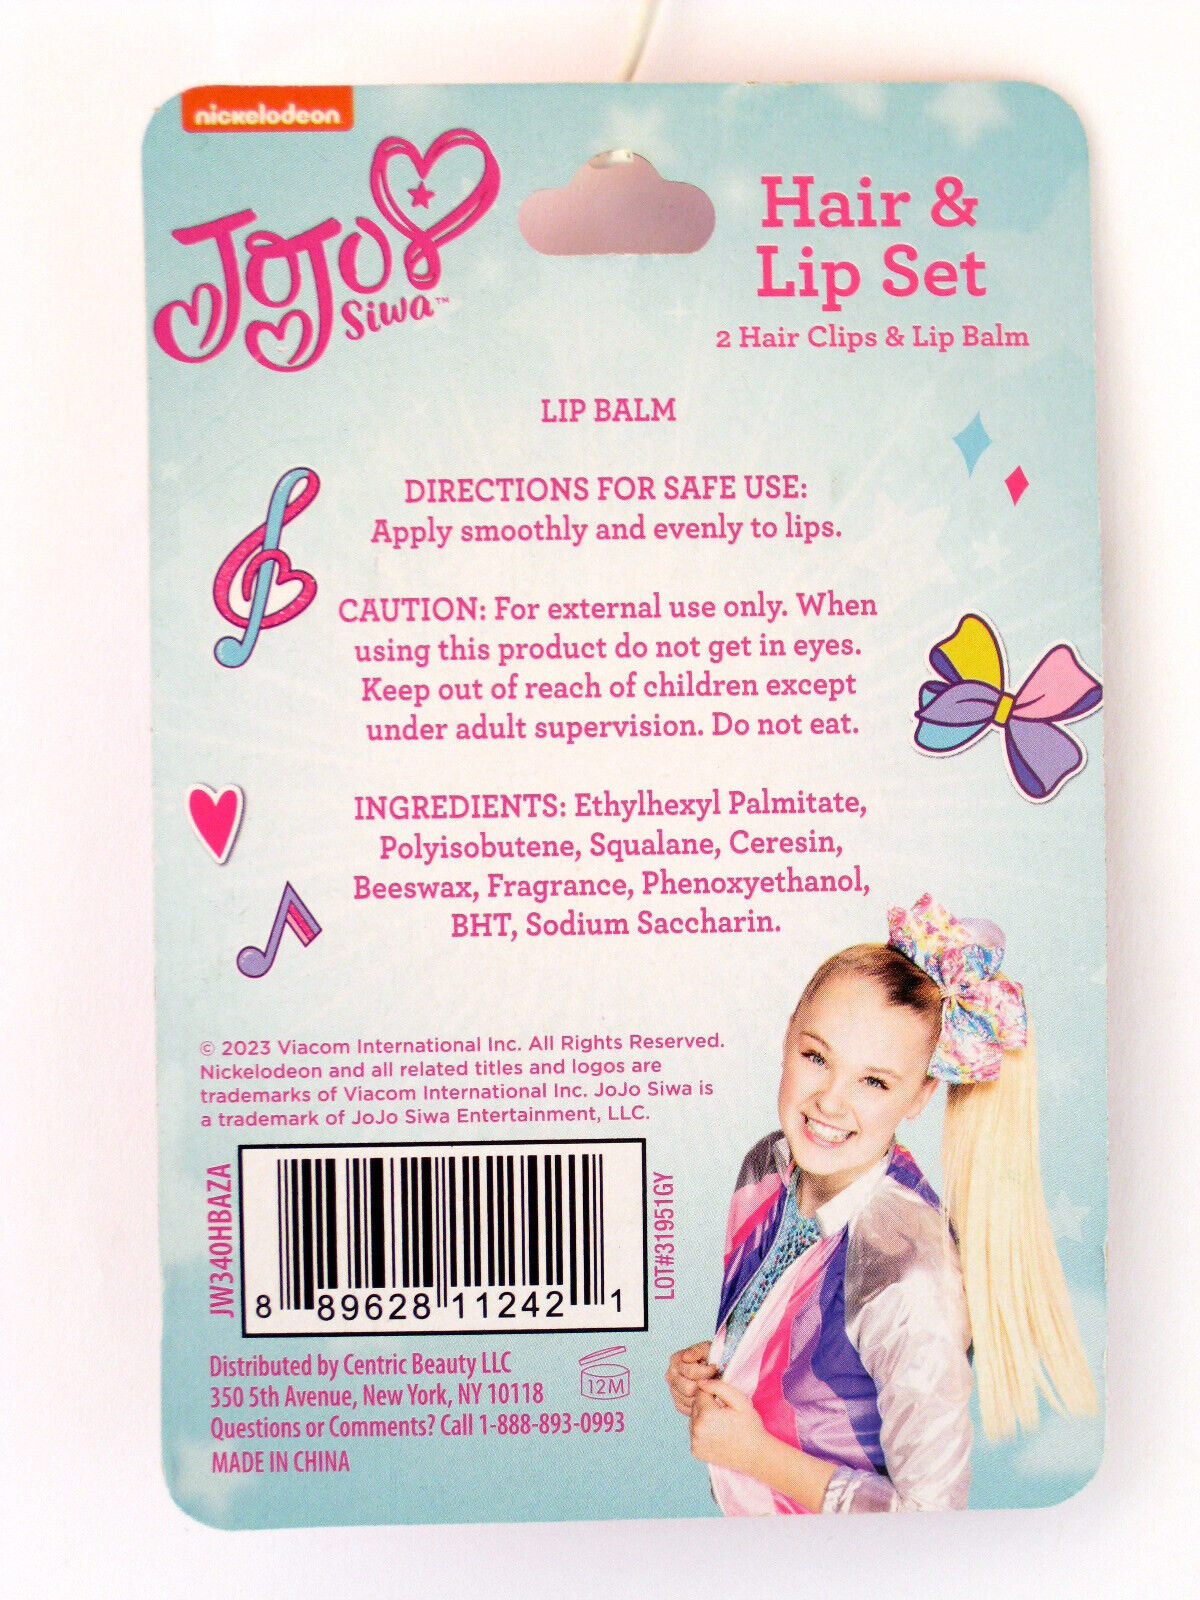 nickelodeon
JoJo
Siwa™
Hair &
Lip Set
2 Hair Clips & Lip Balm
LIP BALM
DIRECTIONS FOR SAFE USE:
Apply smoothly and evenly to lips.
CAUTION: For external use only. When
using this product do not get in eyes.
Keep out of reach of children except
under adult supervision. Do not eat.
INGREDIENTS: Ethylhexyl Palmitate,
Polyisobutene, Squalane, Ceresin,
Beeswax, Fragrance, Phenoxyethanol,
BHT, Sodium Saccharin.
© 2023 Viacom International Inc. All Rights Reserved.
Nickelodeon and all related titles and logos are
trademarks of Viacom International Inc. JoJo Siwa is
a trademark of JoJo Siwa Entertainment, LLC.
JW340HBAZA
8 89628 11242 1
LOT#31951GY
Distributed by Centric Beauty LLC
350 5th Avenue, New York, NY 10118
Questions or Comments? Call 1-888-893-0993
MADE IN CHINA
12M